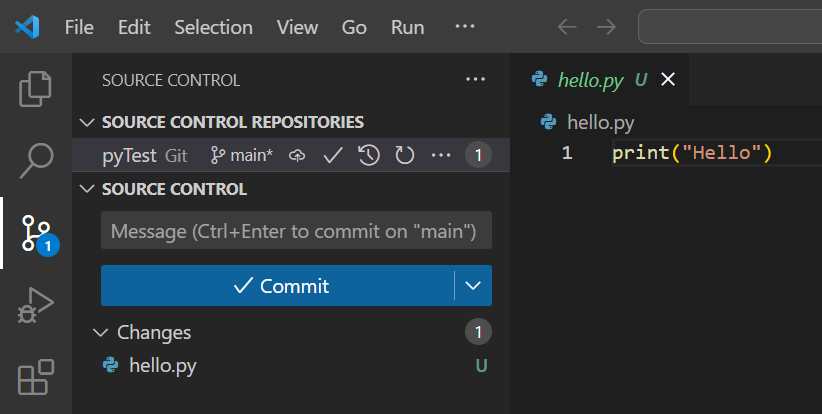 File Edit Selection View Go Run ···
SOURCE CONTROL ···
SOURCE CONTROL REPOSITORIES
pyTest Git main* ··· 1
SOURCE CONTROL
Message (Ctrl+Enter to commit on "main")
Commit
Changes 1
hello.py U
1
hello.py U
hello.py
1 print("Hello")